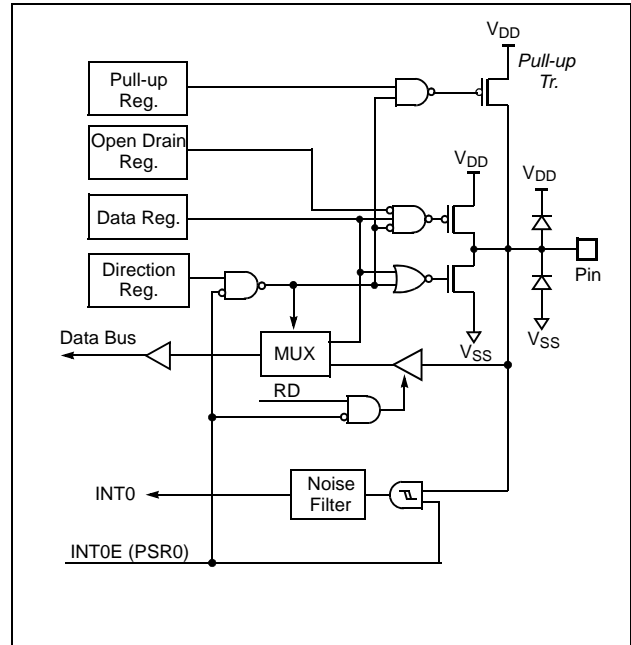 VDD
Pull-up
Tr.
Pull-up
Reg.
Open Drain
Reg.
VDD
VDD
Data Reg.
Direction
Reg.
Pin
Data Bus
MUX
VSS
VSS
RD
INT0
Noise
Filter
INT0E (PSR0)